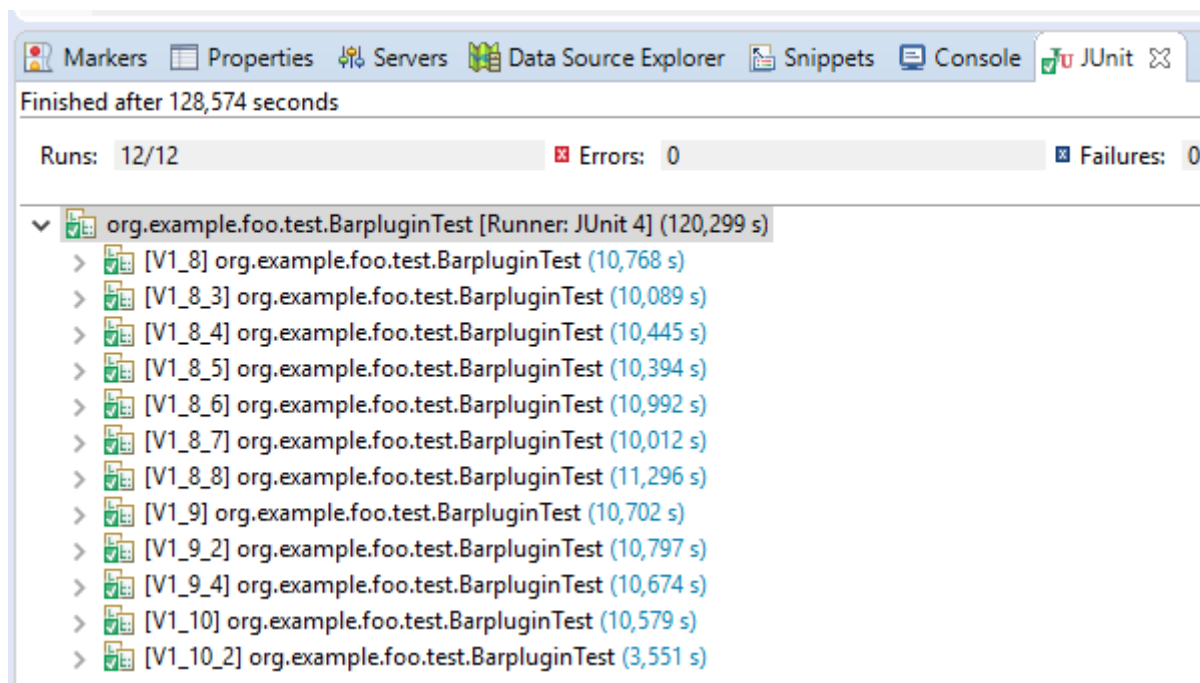 Markers Properties Servers Data Source Explorer Snippets Console JUnit
Finished after 128,574 seconds
Runs: 12/12 Errors: 0 Failures: 0
org.example.foo.test.BarpluginTest [Runner: JUnit 4] (120,299 s)
[V1_8] org.example.foo.test.BarpluginTest (10,768 s)
[V1_8_3] org.example.foo.test.BarpluginTest (10,089 s)
[V1_8_4] org.example.foo.test.BarpluginTest (10,445 s)
[V1_8_5] org.example.foo.test.BarpluginTest (10,394 s)
[V1_8_6] org.example.foo.test.BarpluginTest (10,992 s)
[V1_8_7] org.example.foo.test.BarpluginTest (10,012 s)
[V1_8_8] org.example.foo.test.BarpluginTest (11,296 s)
[V1_9] org.example.foo.test.BarpluginTest (10,702 s)
[V1_9_2] org.example.foo.test.BarpluginTest (10,797 s)
[V1_9_4] org.example.foo.test.BarpluginTest (10,674 s)
[V1_10] org.example.foo.test.BarpluginTest (10,579 s)
[V1_10_2] org.example.foo.test.BarpluginTest (3,551 s)